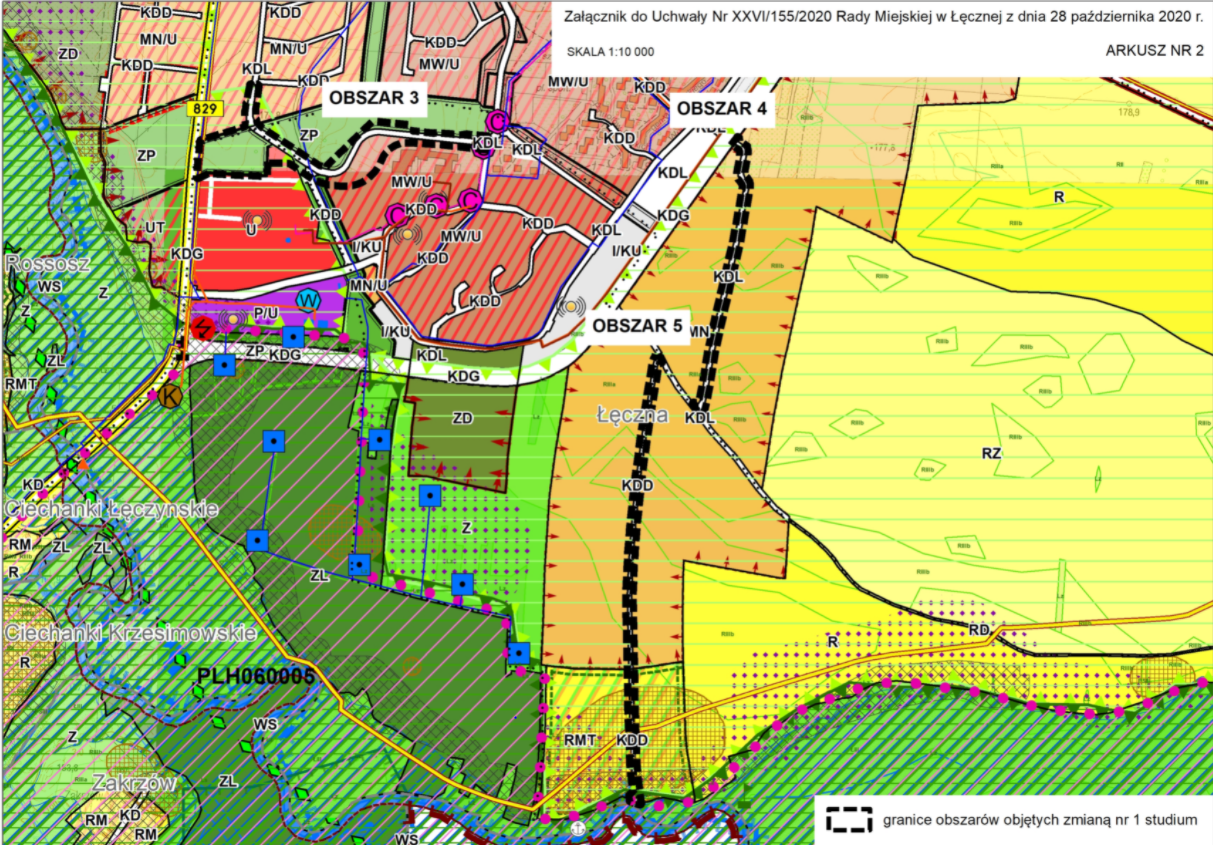 Załącznik do Uchwały Nr XXVI/155/2020 Rady Miejskiej w Łęcznej z dnia 28 października 2020 r.
SKALA 1:10 000
ARKUSZ NR 2
KDD
KDD
MN/U
MN/U
KDD
ZD
KDD
KDL
KDD
MW/U
MW/U
KDD
OBSZAR 3
OBSZAR 4
829
178,9
ZP
KDL
KDL
KDD
KDL
ZP
177,8
KDL
MW/U
R
KDD
KDD
KDD
KDG
UT
U
MW/U
KDL
I/KU
I/KU
KDG
KDD
Rossosz
WS
Z
KDL
MN/U
KDD
W
Z
P/U
I/KU
OBSZAR 5
MN
ZP
KDG
KDL
ZL
KDG
RMT
K
ZD
Łęczna
KDL
RZ
KDD
KD
Ciechanki Łęczyńskie
Z
RM
ZL
ZL
R
ZL
Ciechanki Krzesimowskie
RD
R
R
PLH060005
WS
Z
RMT
KDD
Zakrzów
ZL
RM
KD
RM
WS
granice obszarów objętych zmianą nr 1 studium